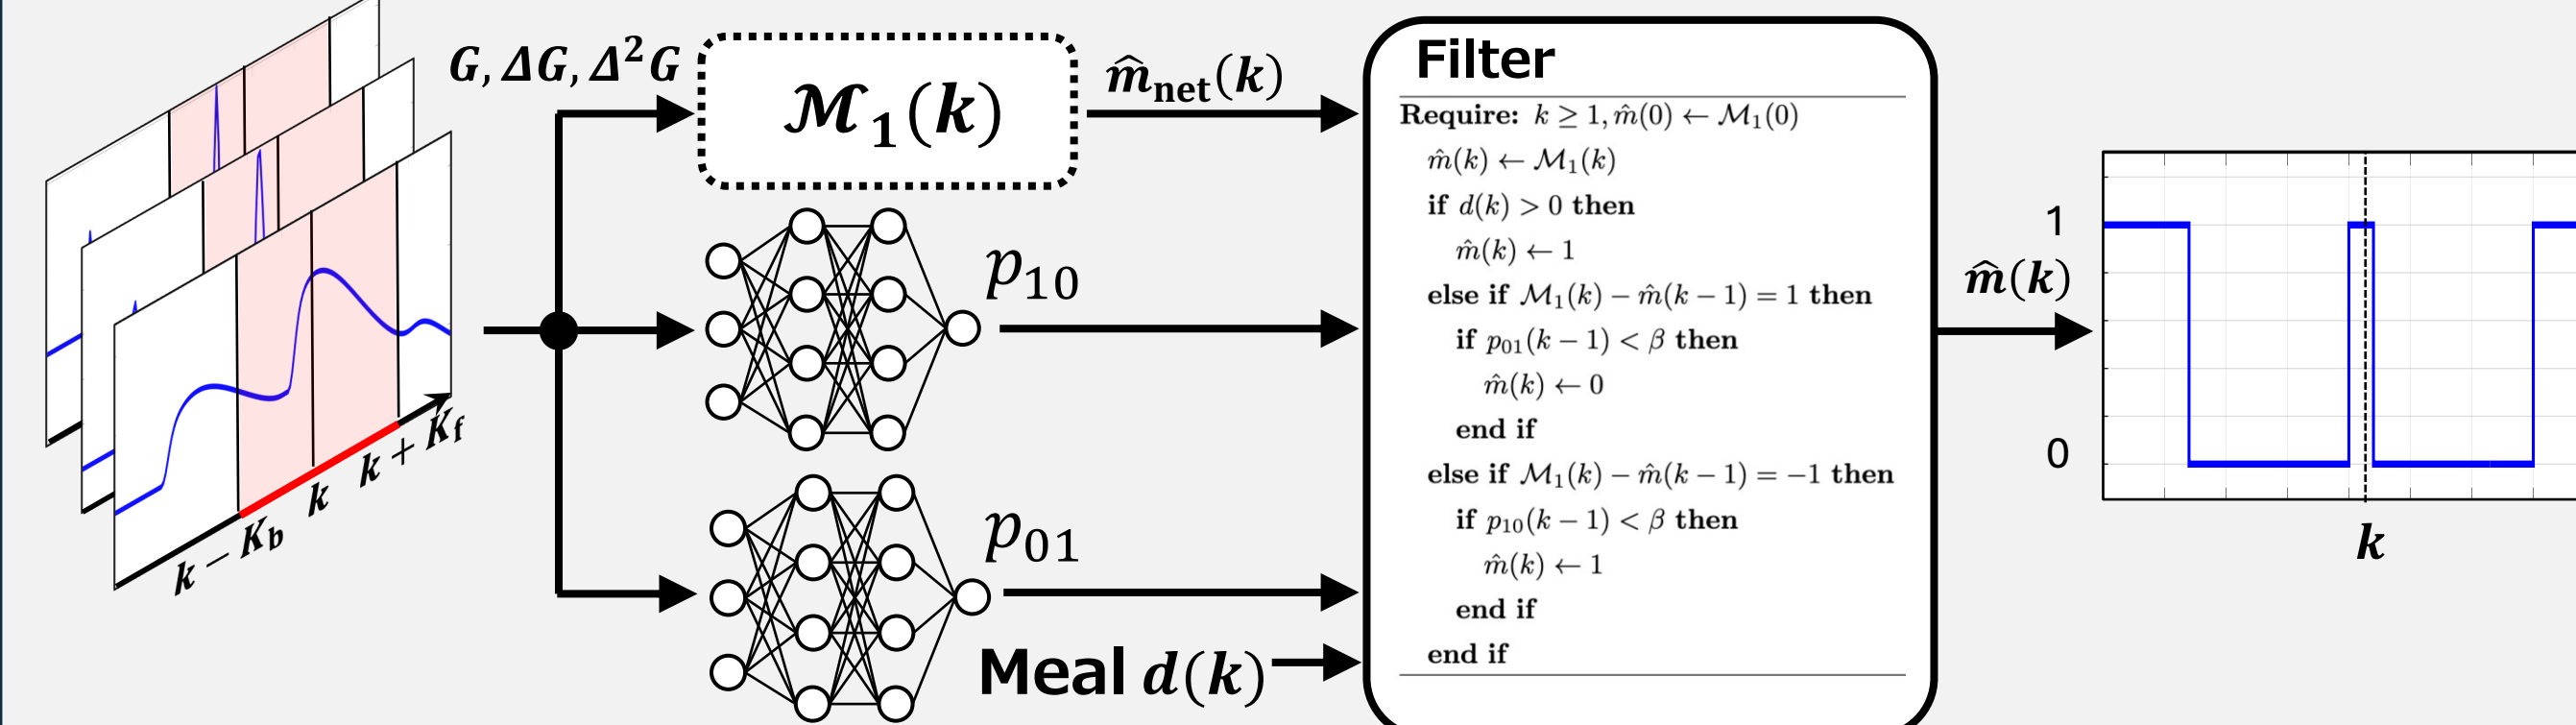 G, ΔG, Δ²G
k − K_b
k
k + K_f
ℳ₁(k)
m̂_net(k)
p₁₀
p₀₁
Meal d(k)
Filter
Require: k ≥ 1, m̂(0) ← ℳ₁(0)
m̂(k) ← ℳ₁(k)
if d(k) > 0 then
m̂(k) ← 1
else if ℳ₁(k) − m̂(k − 1) = 1 then
if p₀₁(k − 1) < β then
m̂(k) ← 0
end if
else if ℳ₁(k) − m̂(k − 1) = −1 then
if p₁₀(k − 1) < β then
m̂(k) ← 1
end if
end if
m̂(k)
1
0
k